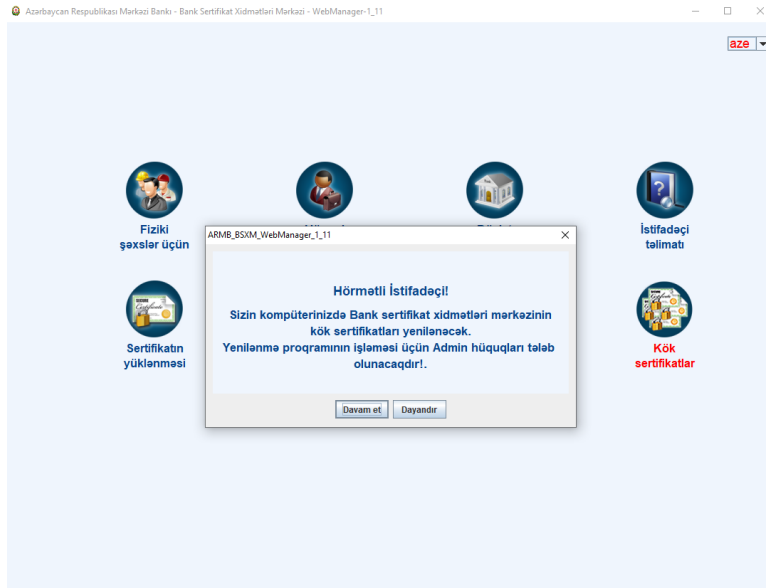 Azərbaycan Respublikası Mərkəzi Bankı - Bank Sertifikat Xidmətləri Mərkəzi - WebManager-1_11
aze
Fiziki
şəxslər üçün
İstifadəçi
təlimatı
ARMB_BSXM_WebManager_1_11
Hörmətli İstifadəçi!
Sizin kompüterinizdə Bank sertifikat xidmətləri mərkəzinin
kök sertifikatları yenilənəcək.
Yenilənmə proqramının işləməsi üçün Admin hüquqları tələb
olunacaqdır!.
Davam et
Dayandır
Sertifikatın
yüklənməsi
Kök
sertifikatlar